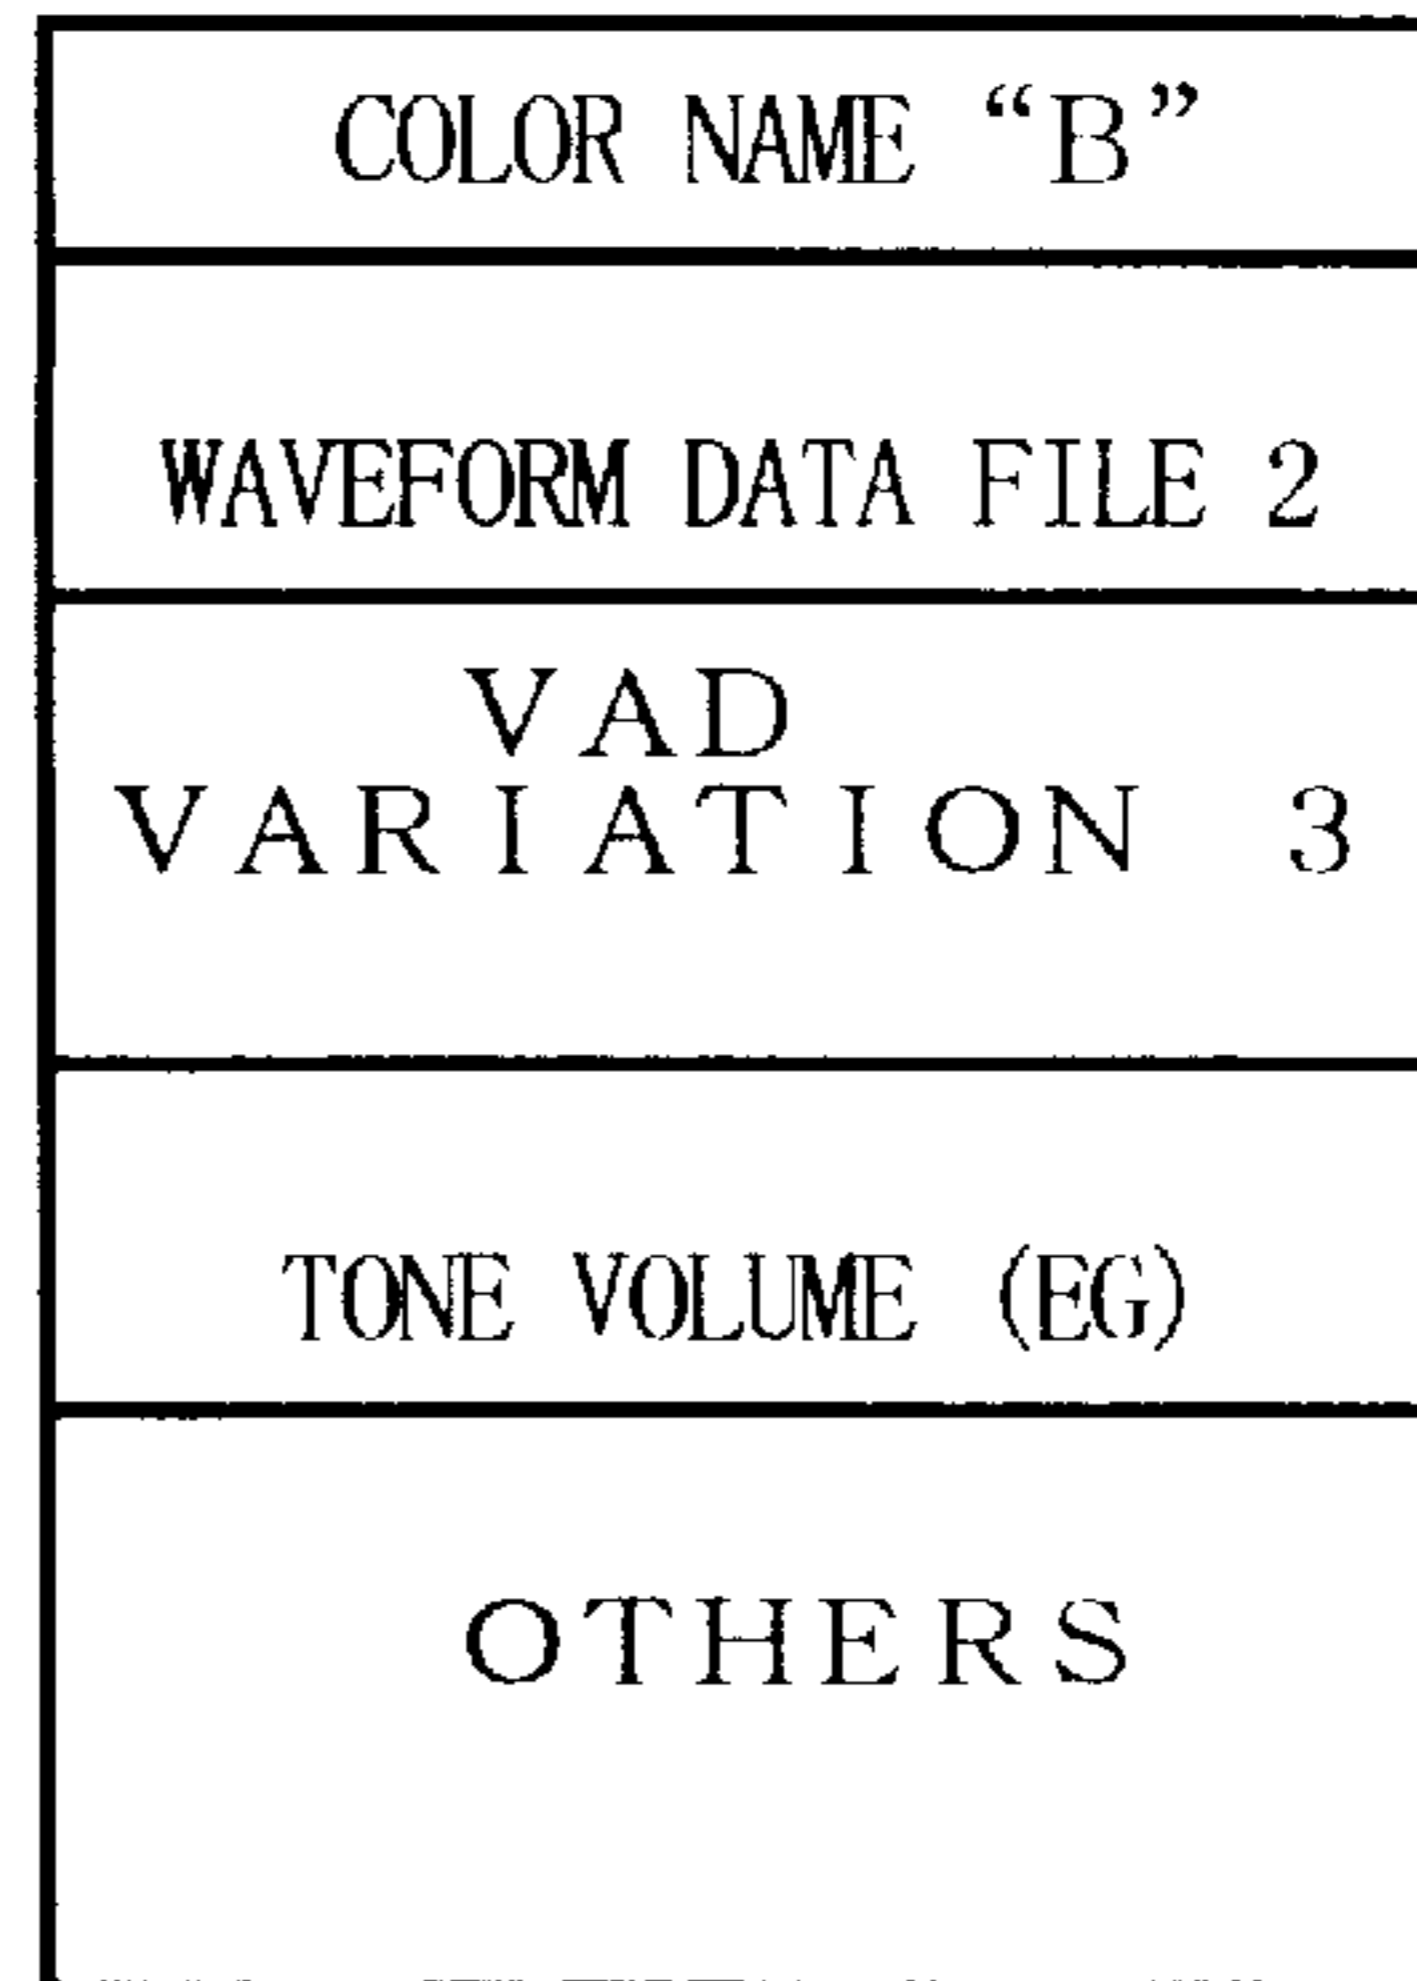 COLOR NAME “B”
WAVEFORM DATA FILE 2
VAD
VARIATION 3
TONE VOLUME (EG)
OTHERS